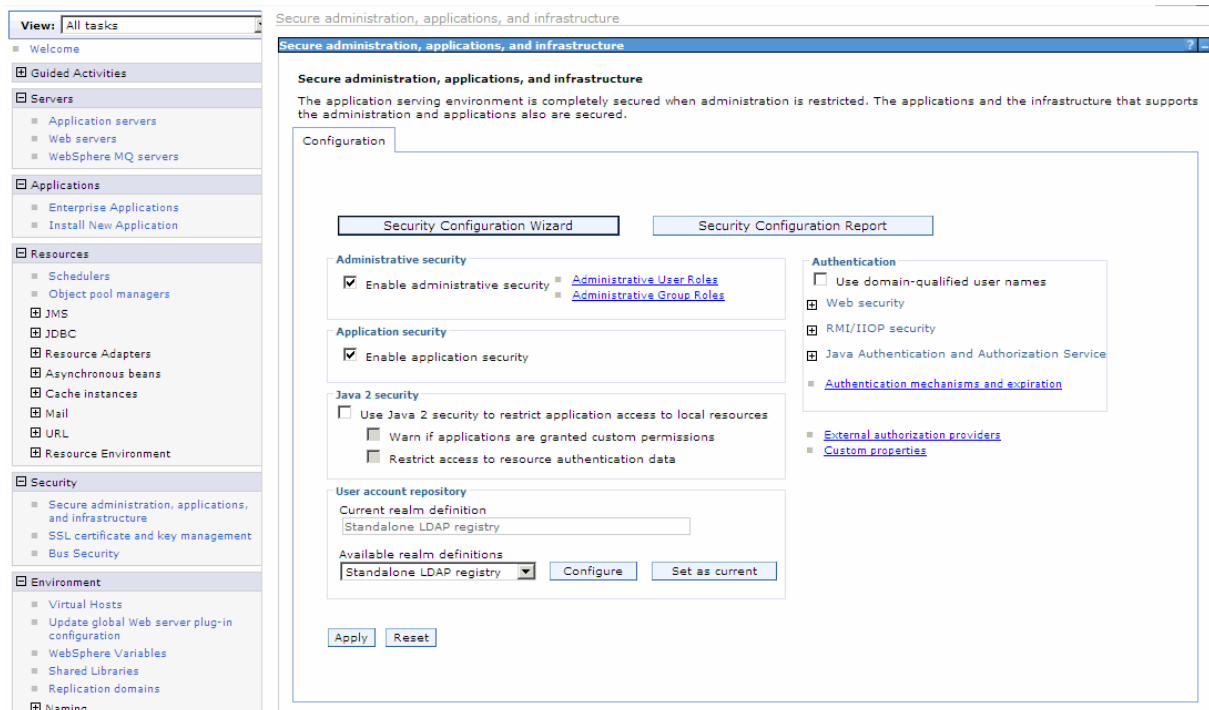 View: All tasks
Welcome
Guided Activities
Servers
Application servers
Web servers
WebSphere MQ servers
Applications
Enterprise Applications
Install New Application
Resources
Schedulers
Object pool managers
JMS
JDBC
Resource Adapters
Asynchronous beans
Cache instances
Mail
URL
Resource Environment
Security
Secure administration, applications,
and infrastructure
SSL certificate and key management
Bus Security
Environment
Virtual Hosts
Update global Web server plug-in
configuration
WebSphere Variables
Shared Libraries
Replication domains
Naming
Secure administration, applications, and infrastructure
Secure administration, applications, and infrastructure ? –
Secure administration, applications, and infrastructure
The application serving environment is completely secured when administration is restricted. The applications and the infrastructure that supports
the administration and applications also are secured.
Configuration
Security Configuration Wizard
Security Configuration Report
Administrative security
Enable administrative security
Administrative User Roles
Administrative Group Roles
Application security
Enable application security
Java 2 security
Use Java 2 security to restrict application access to local resources
Warn if applications are granted custom permissions
Restrict access to resource authentication data
User account repository
Current realm definition
Standalone LDAP registry
Available realm definitions
Standalone LDAP registry Configure Set as current
Apply Reset
Authentication
Use domain-qualified user names
Web security
RMI/IIOP security
Java Authentication and Authorization Service
Authentication mechanisms and expiration
External authorization providers
Custom properties